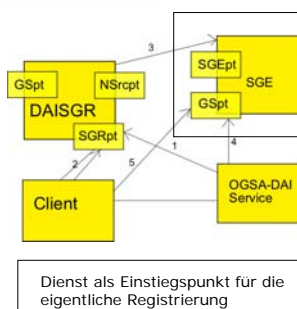 3
SGEpt
GSpt
NSrcpt
SGE
DAISGR
GSpt
SGRpt
4
2
5
1
Client
OGSA-DAI
Service
Dienst als Einstiegspunkt für die
eigentliche Registrierung